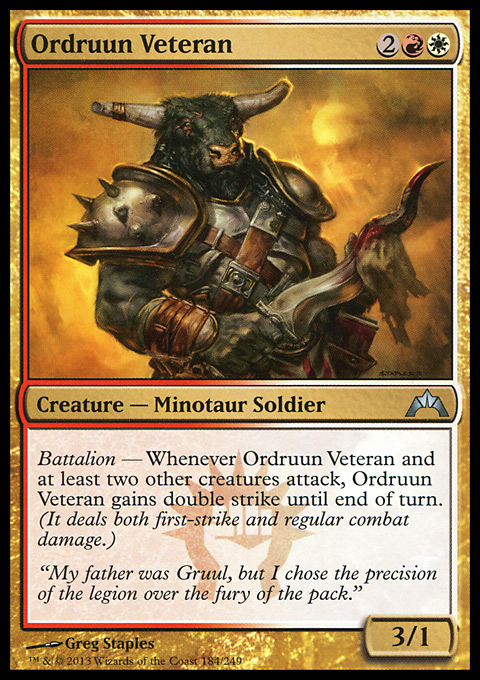 Ordruun Veteran 2
Creature — Minotaur Soldier
Battalion — Whenever Ordruun Veteran and
at least two other creatures attack, Ordruun
Veteran gains double strike until end of turn.
(It deals both first-strike and regular combat
damage.)
“My father was Gruul, but I chose the precision
of the legion over the fury of the pack.”
3/1
Greg Staples
™ & © 2013 Wizards of the Coast 184/249